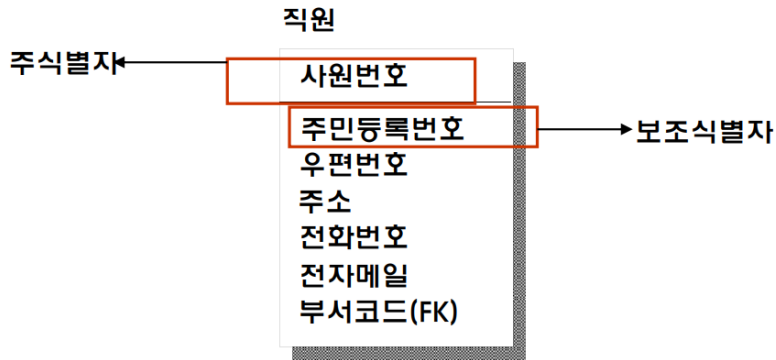 직원
주식별자
사원번호
주민등록번호
보조식별자
우편번호
주소
전화번호
전자메일
부서코드(FK)